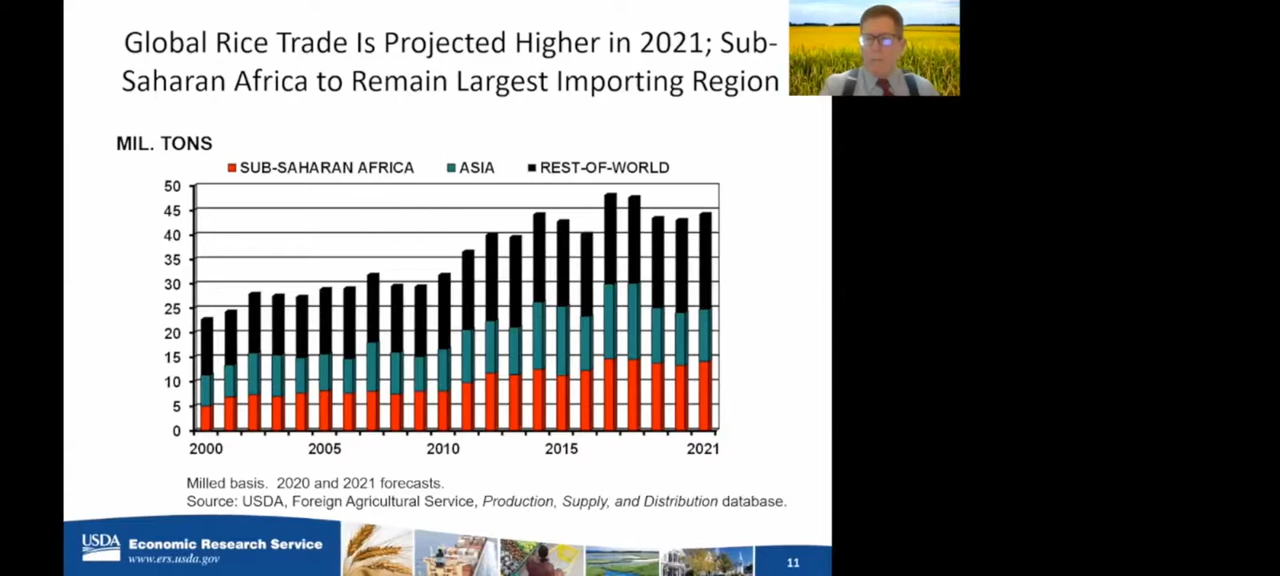 Global Rice Trade Is Projected Higher in 2021; Sub-
Saharan Africa to Remain Largest Importing Region
MIL. TONS
SUB-SAHARAN AFRICA ASIA REST-OF-WORLD
50
45
40
35
30
25
20
15
10
5
0
2000 2005 2010 2015 2021
Milled basis. 2020 and 2021 forecasts.
Source: USDA, Foreign Agricultural Service, Production, Supply, and Distribution database.
USDA Economic Research Service
www.ers.usda.gov
11